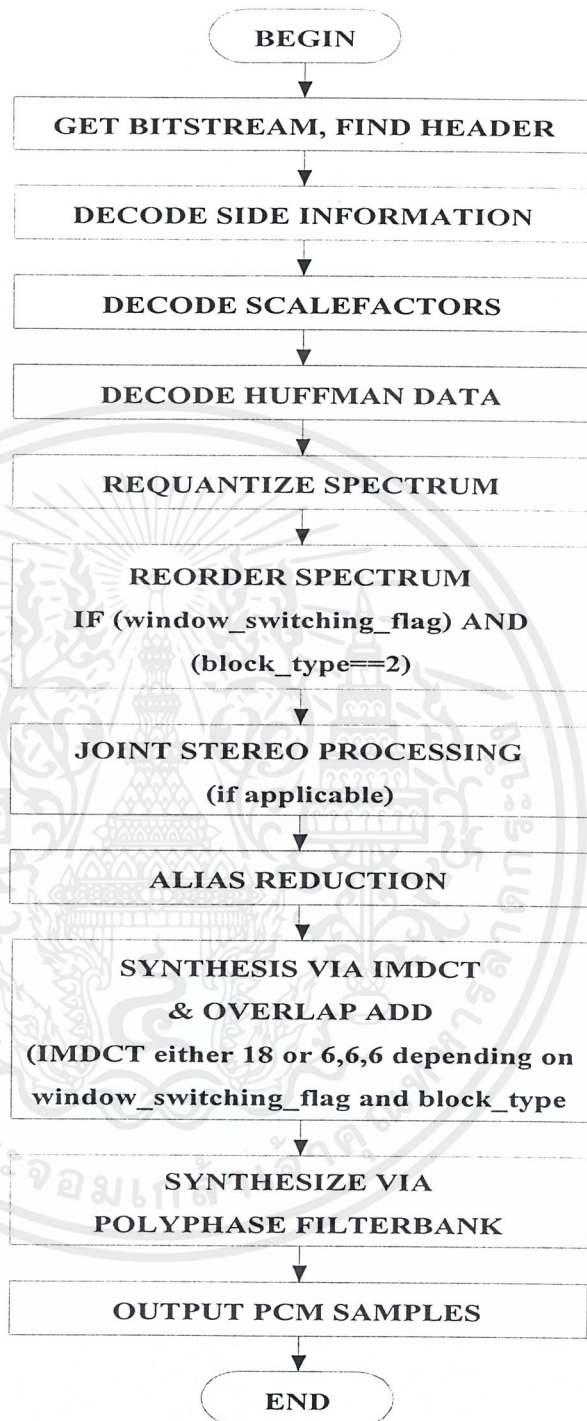 BEGIN
GET BITSTREAM, FIND HEADER
DECODE SIDE INFORMATION
DECODE SCALEFACTORS
DECODE HUFFMAN DATA
REQUANTIZE SPECTRUM
REORDER SPECTRUM
IF (window_switching_flag) AND
(block_type==2)
JOINT STEREO PROCESSING
(if applicable)
ALIAS REDUCTION
SYNTHESIS VIA IMDCT
& OVERLAP ADD
(IMDCT either 18 or 6,6,6 depending on
window_switching_flag and block_type
SYNTHESIZE VIA
POLYPHASE FILTERBANK
OUTPUT PCM SAMPLES
END